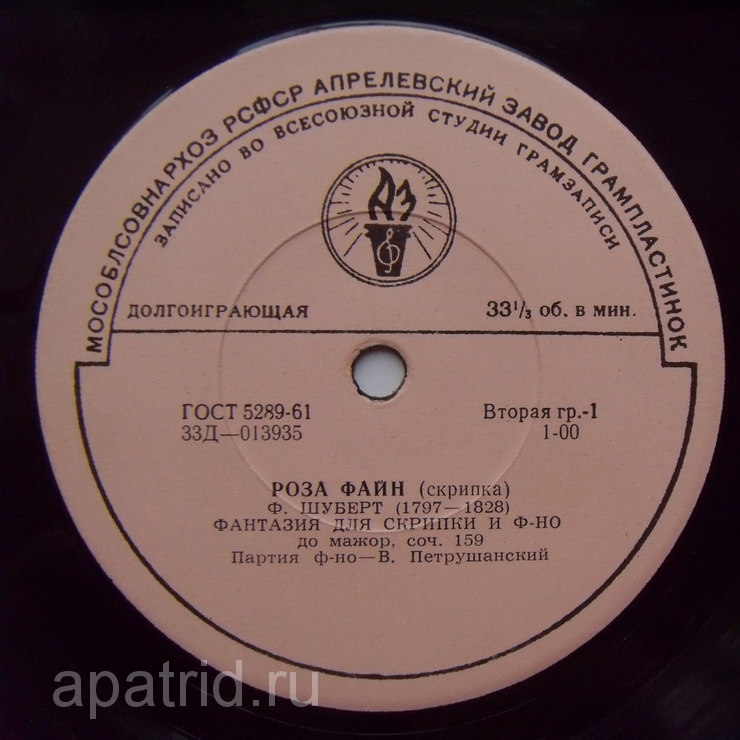 МОСОБЛСОВНАРХОЗ РСФСР АПРЕЛЕВСКИЙ ЗАВОД ГРАМПЛАСТИНОК
ЗАПИСАНО ВО ВСЕСОЮЗНОЙ СТУДИИ ГРАМЗАПИСИ
АЗ
ДОЛГОИГРАЮЩАЯ 33⅓ об. в мин.
ГОСТ 5289-61 Вторая гр.-1
33Д—013935 1-00
РОЗА ФАЙН (скрипка)
Ф. ШУБЕРТ (1797—1828)
ФАНТАЗИЯ ДЛЯ СКРИПКИ И Ф-НО
до мажор, соч. 159
Партия ф-но—В. Петрушанский
apatrid.ru